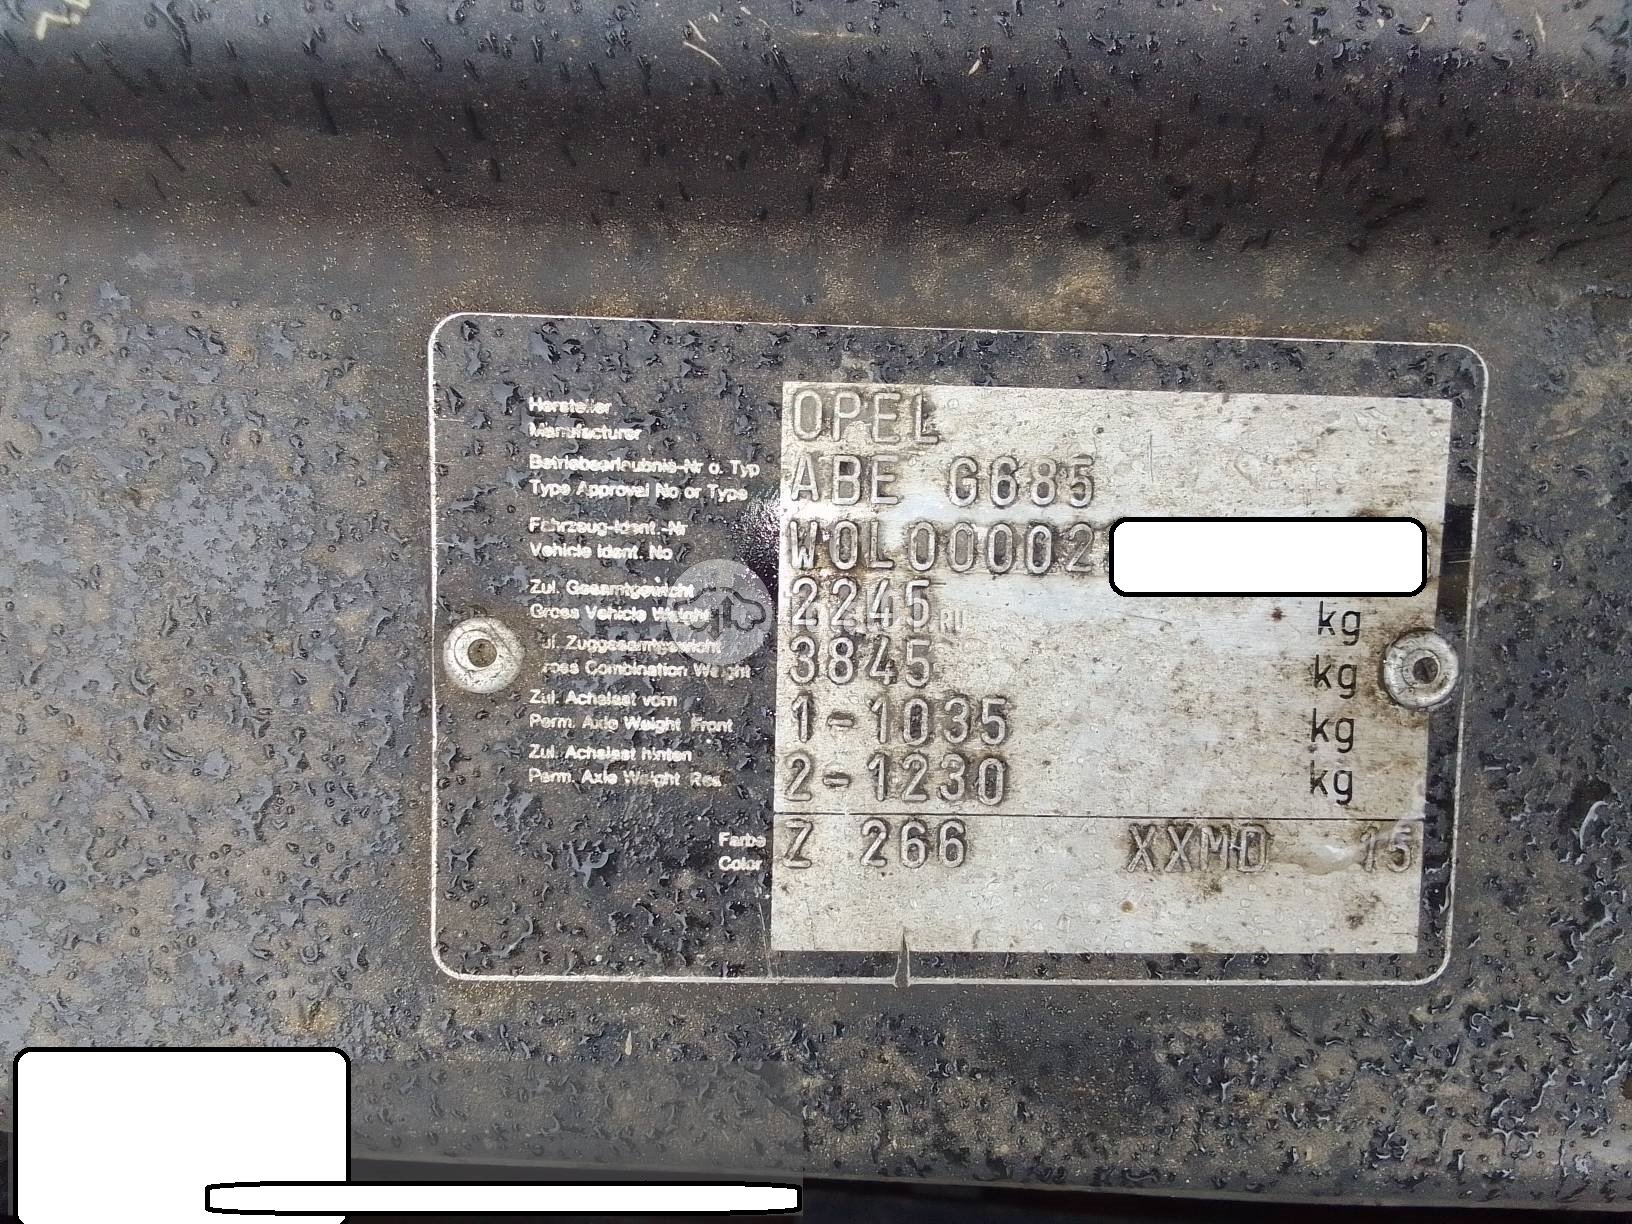 Hersteller
Manufacturer OPEL
Betriebserlaubnis-Nr o. Typ
Type Approval No or Type ABE G685
Fahrzeug-Ident.-Nr
Vehicle Ident. No W0L00002
Zul. Gesamtgewicht
Gross Vehicle Weight 2245 kg
Zul. Zuggesamtgewicht
Gross Combination Weight 3845 kg
Zul. Achslast vorn
Perm. Axle Weight Front 1-1035 kg
Zul. Achslast hinten
Perm. Axle Weight Rea 2-1230 kg
Farbe
Color Z 266 XXMD 15